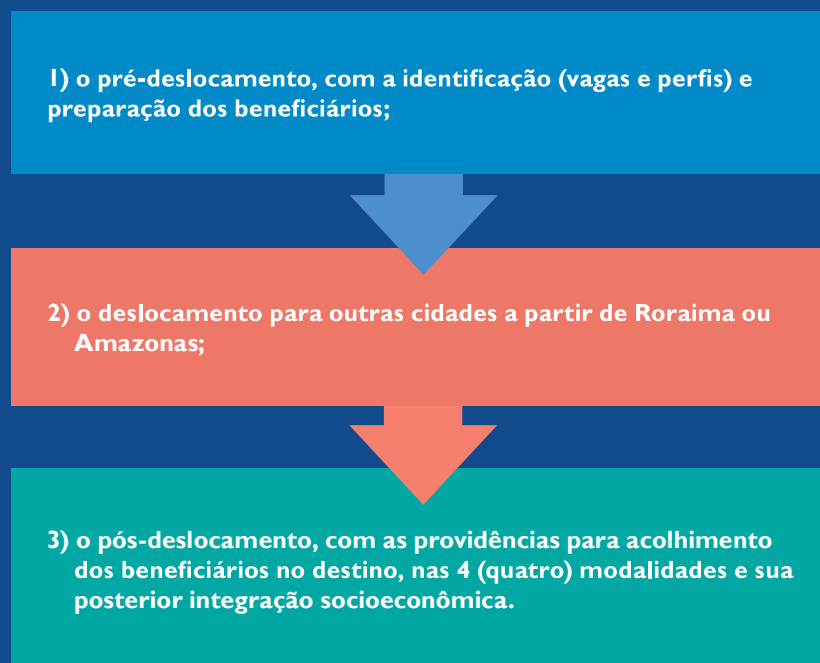 1) o pré-deslocamento, com a identificação (vagas e perfis) e
preparação dos beneficiários;
2) o deslocamento para outras cidades a partir de Roraima ou
Amazonas;
3) o pós-deslocamento, com as providências para acolhimento
dos beneficiários no destino, nas 4 (quatro) modalidades e sua
posterior integração socioeconômica.